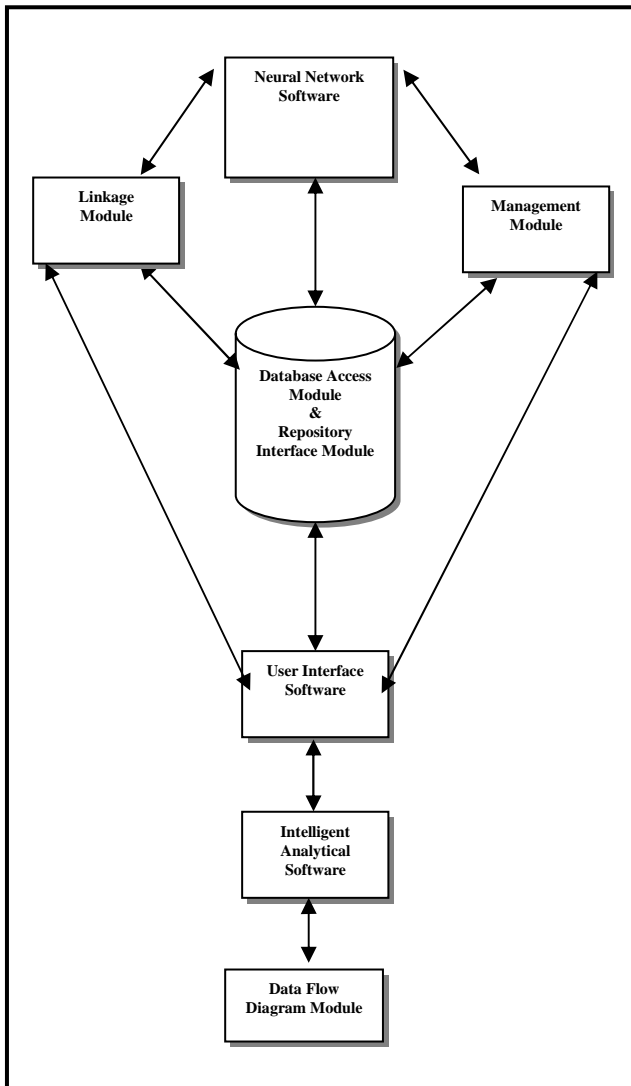 Neural Network
Software
Linkage
Module
Management
Module
Database Access
Module
&
Repository
Interface Module
User Interface
Software
Intelligent
Analytical
Software
Data Flow
Diagram Module